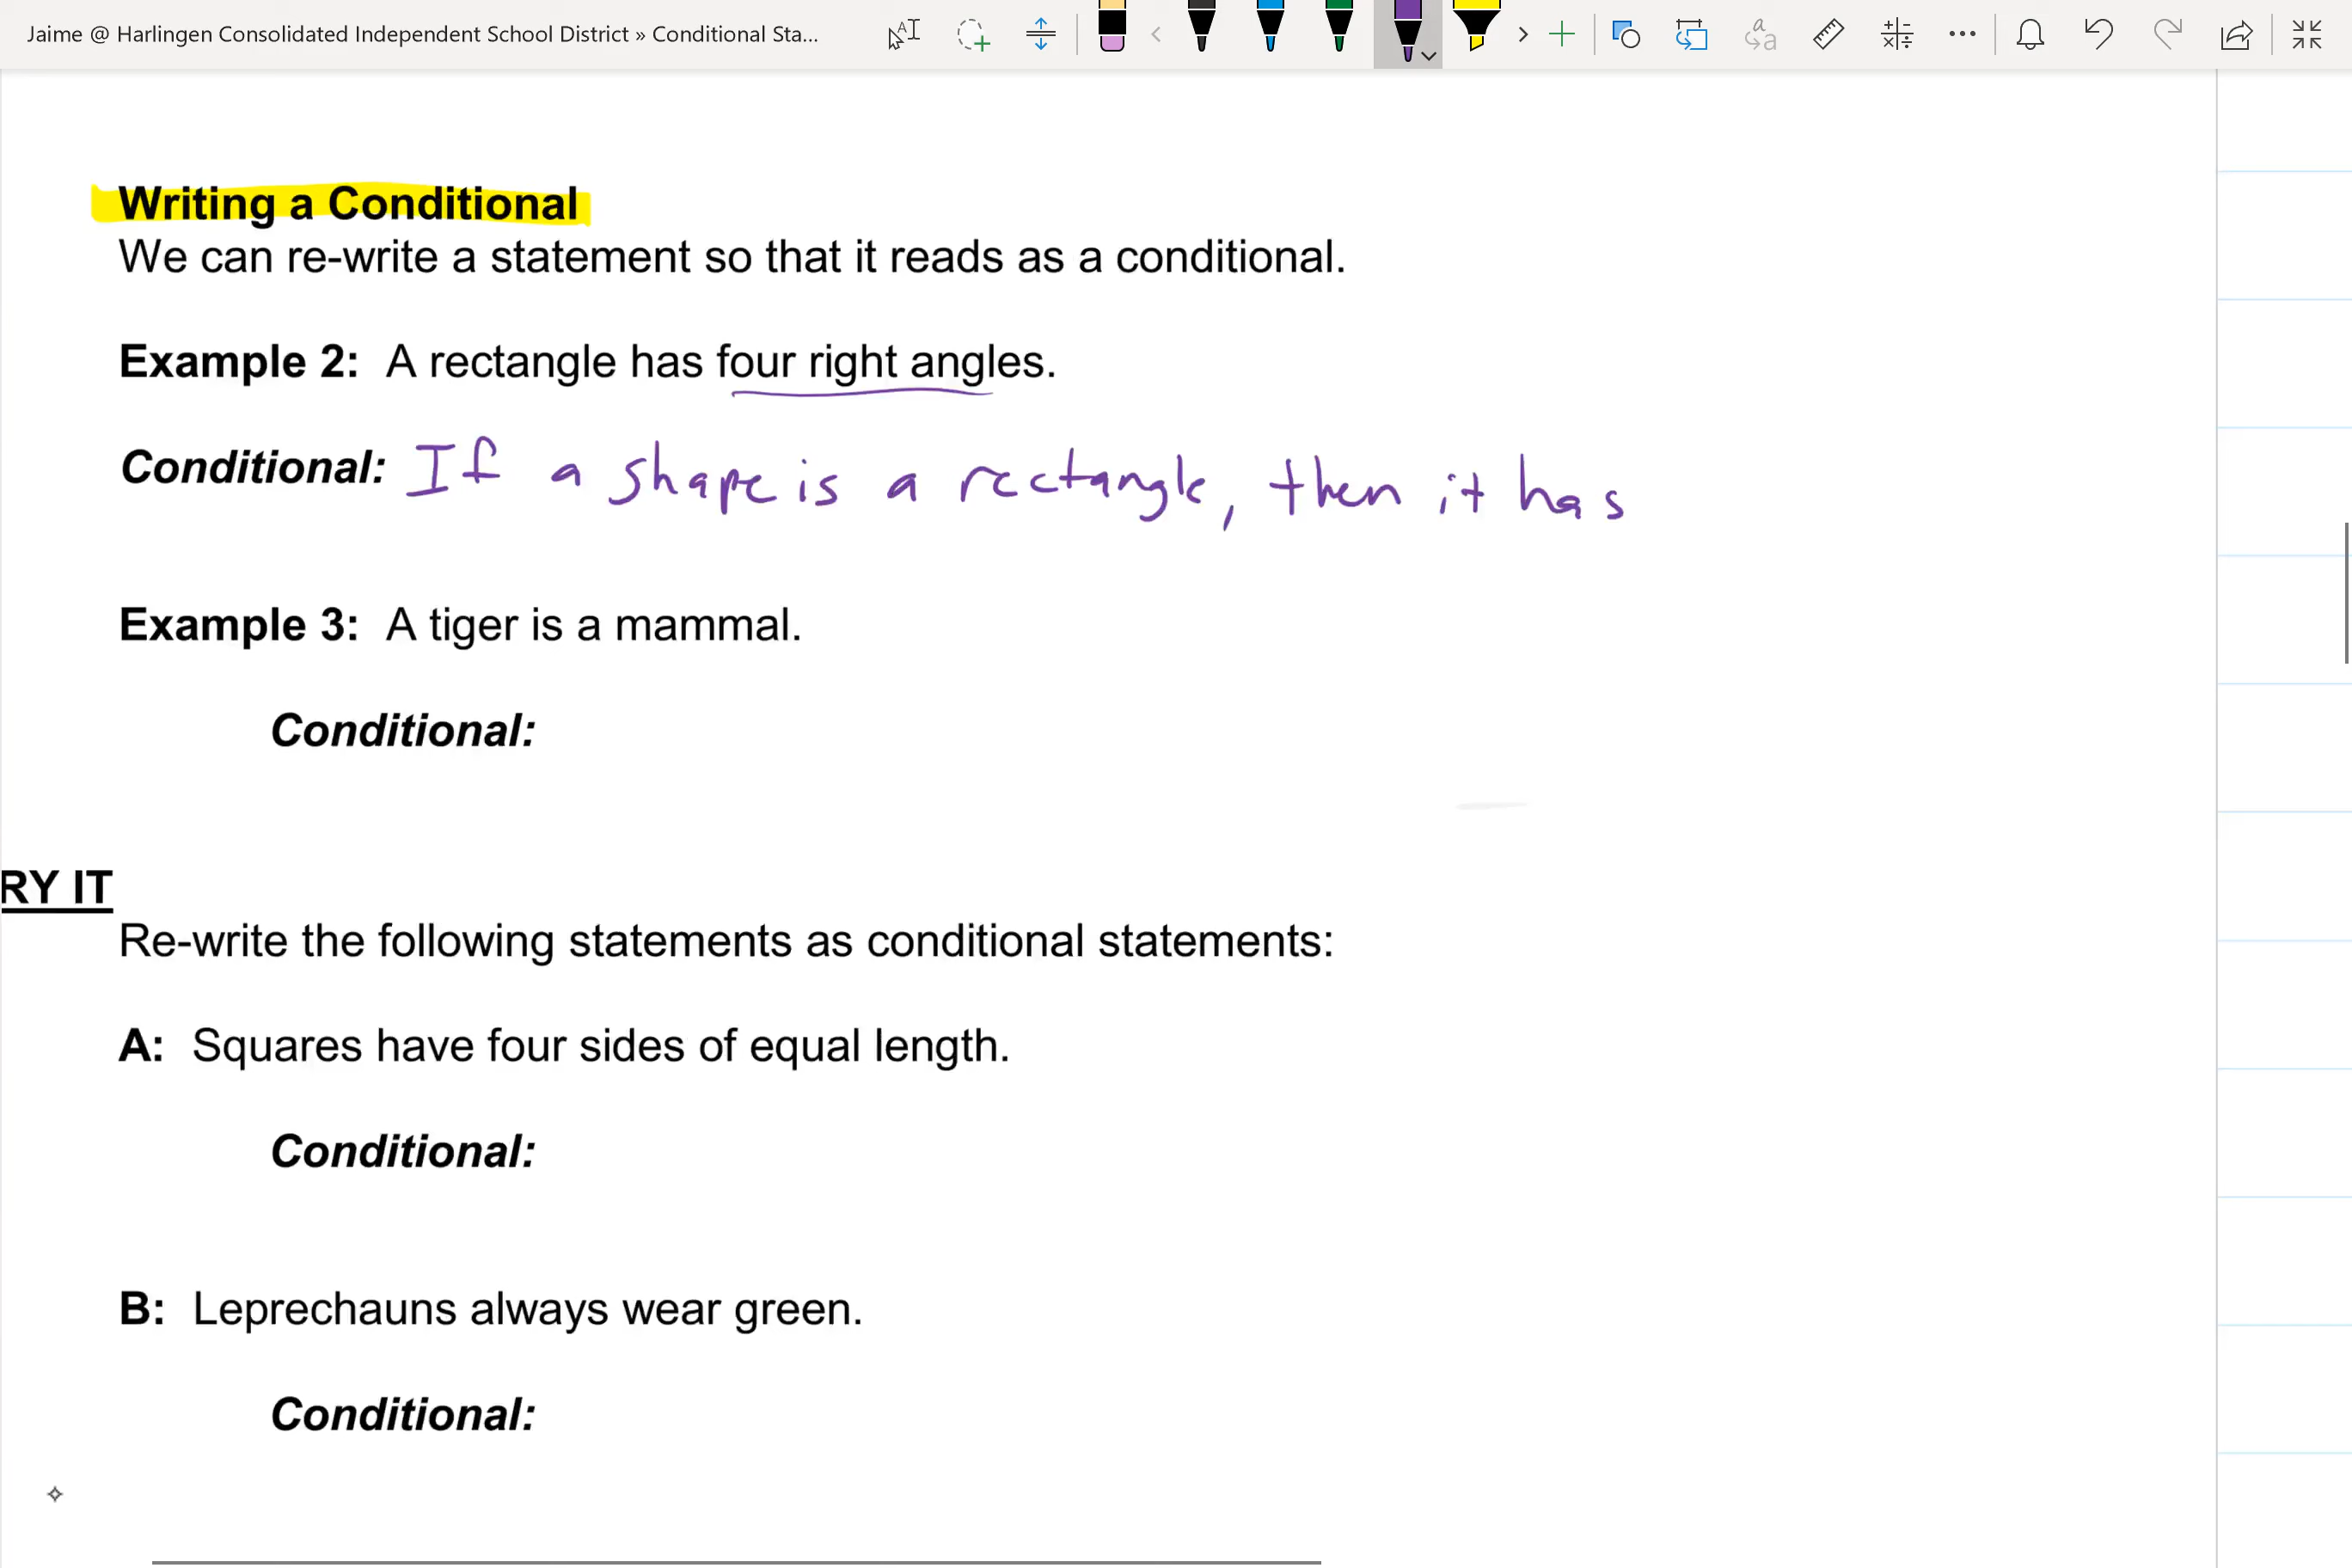 Jaime @ Harlingen Consolidated Independent School District » Conditional Sta...
Writing a Conditional
We can re-write a statement so that it reads as a conditional.
Example 2: A rectangle has four right angles.
Conditional: If a shape is a rectangle, then it has
Example 3: A tiger is a mammal.
Conditional:
RY IT
Re-write the following statements as conditional statements:
A: Squares have four sides of equal length.
Conditional:
B: Leprechauns always wear green.
Conditional: